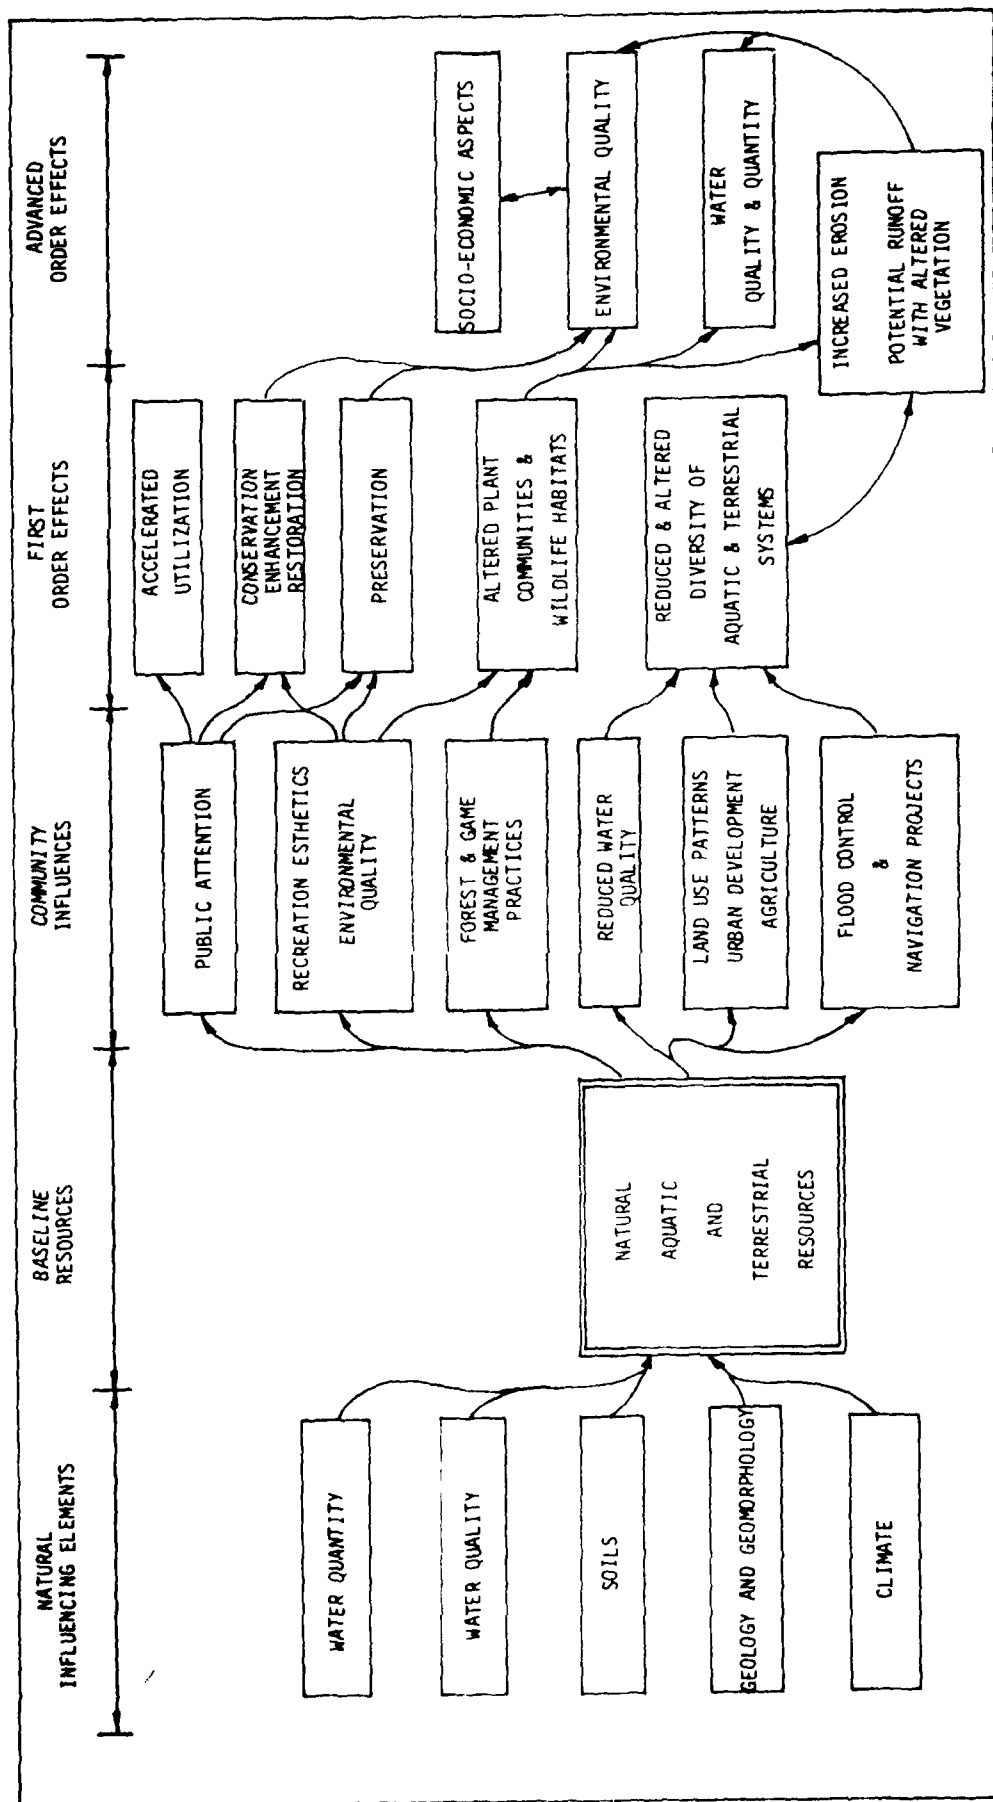 NATURAL
INFLUENCING ELEMENTS
BASELINE
RESOURCES
COMMUNITY
INFLUENCES
FIRST
ORDER EFFECTS
ADVANCED
ORDER EFFECTS
WATER QUANTITY
WATER QUALITY
SOILS
GEOLOGY AND GEOMORPHOLOGY
CLIMATE
NATURAL
AQUATIC
AND
TERRESTRIAL
RESOURCES
PUBLIC ATTENTION
RECREATION ESTHETICS
ENVIRONMENTAL
QUALITY
FOREST & GAME
MANAGEMENT
PRACTICES
REDUCED WATER
QUALITY
LAND USE PATTERNS
URBAN DEVELOPMENT
AGRICULTURE
FLOOD CONTROL
&
NAVIGATION PROJECTS
ACCELERATED
UTILIZATION
CONSERVATION
ENHANCEMENT
RESTORATION
PRESERVATION
ALTERED PLANT
COMMUNITIES &
WILDLIFE HABITATS
REDUCED & ALTERED
DIVERSITY OF
AQUATIC & TERRESTRIAL
SYSTEMS
SOCIO-ECONOMIC ASPECTS
ENVIRONMENTAL QUALITY
WATER
QUALITY & QUANTITY
INCREASED EROSION
POTENTIAL RUNOFF
WITH ALTERED
VEGETATION